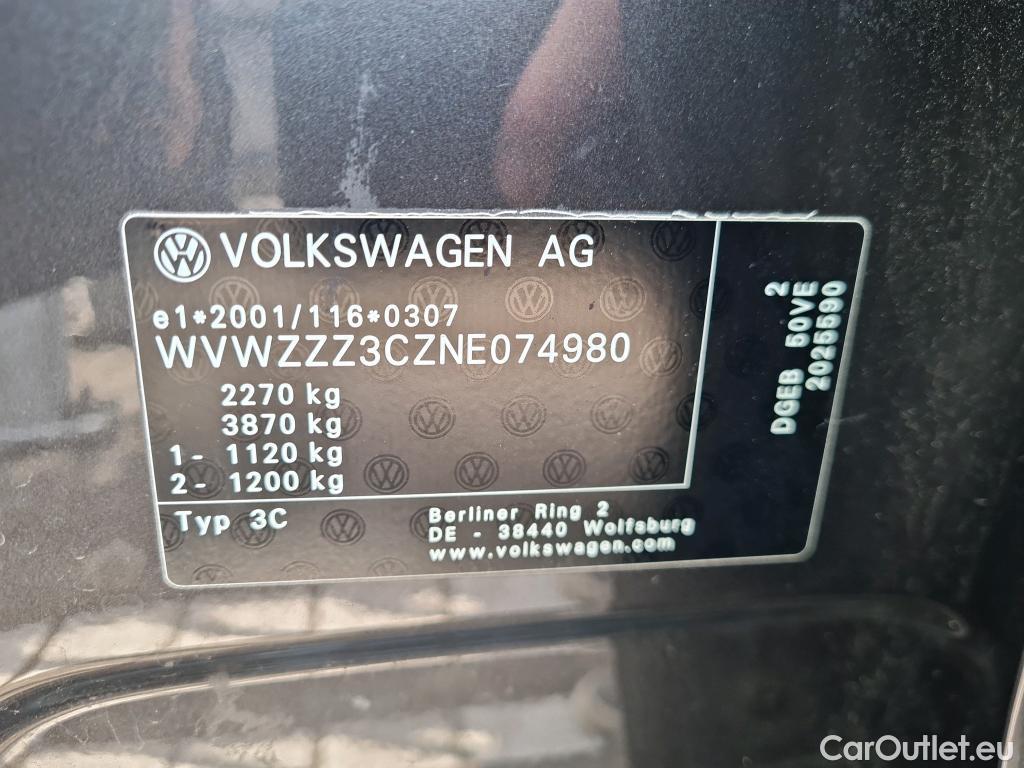 VOLKSWAGEN AG
e1*2001/116*0307
WVWZZZ3CZNE074980
2270 kg
3870 kg
1- 1120 kg
2- 1200 kg
Typ 3C
Berliner Ring 2
DE - 38440 Wolfsburg
www.volkswagen.com
2
DGEB 50VE
2025590
CarOutlet.eu